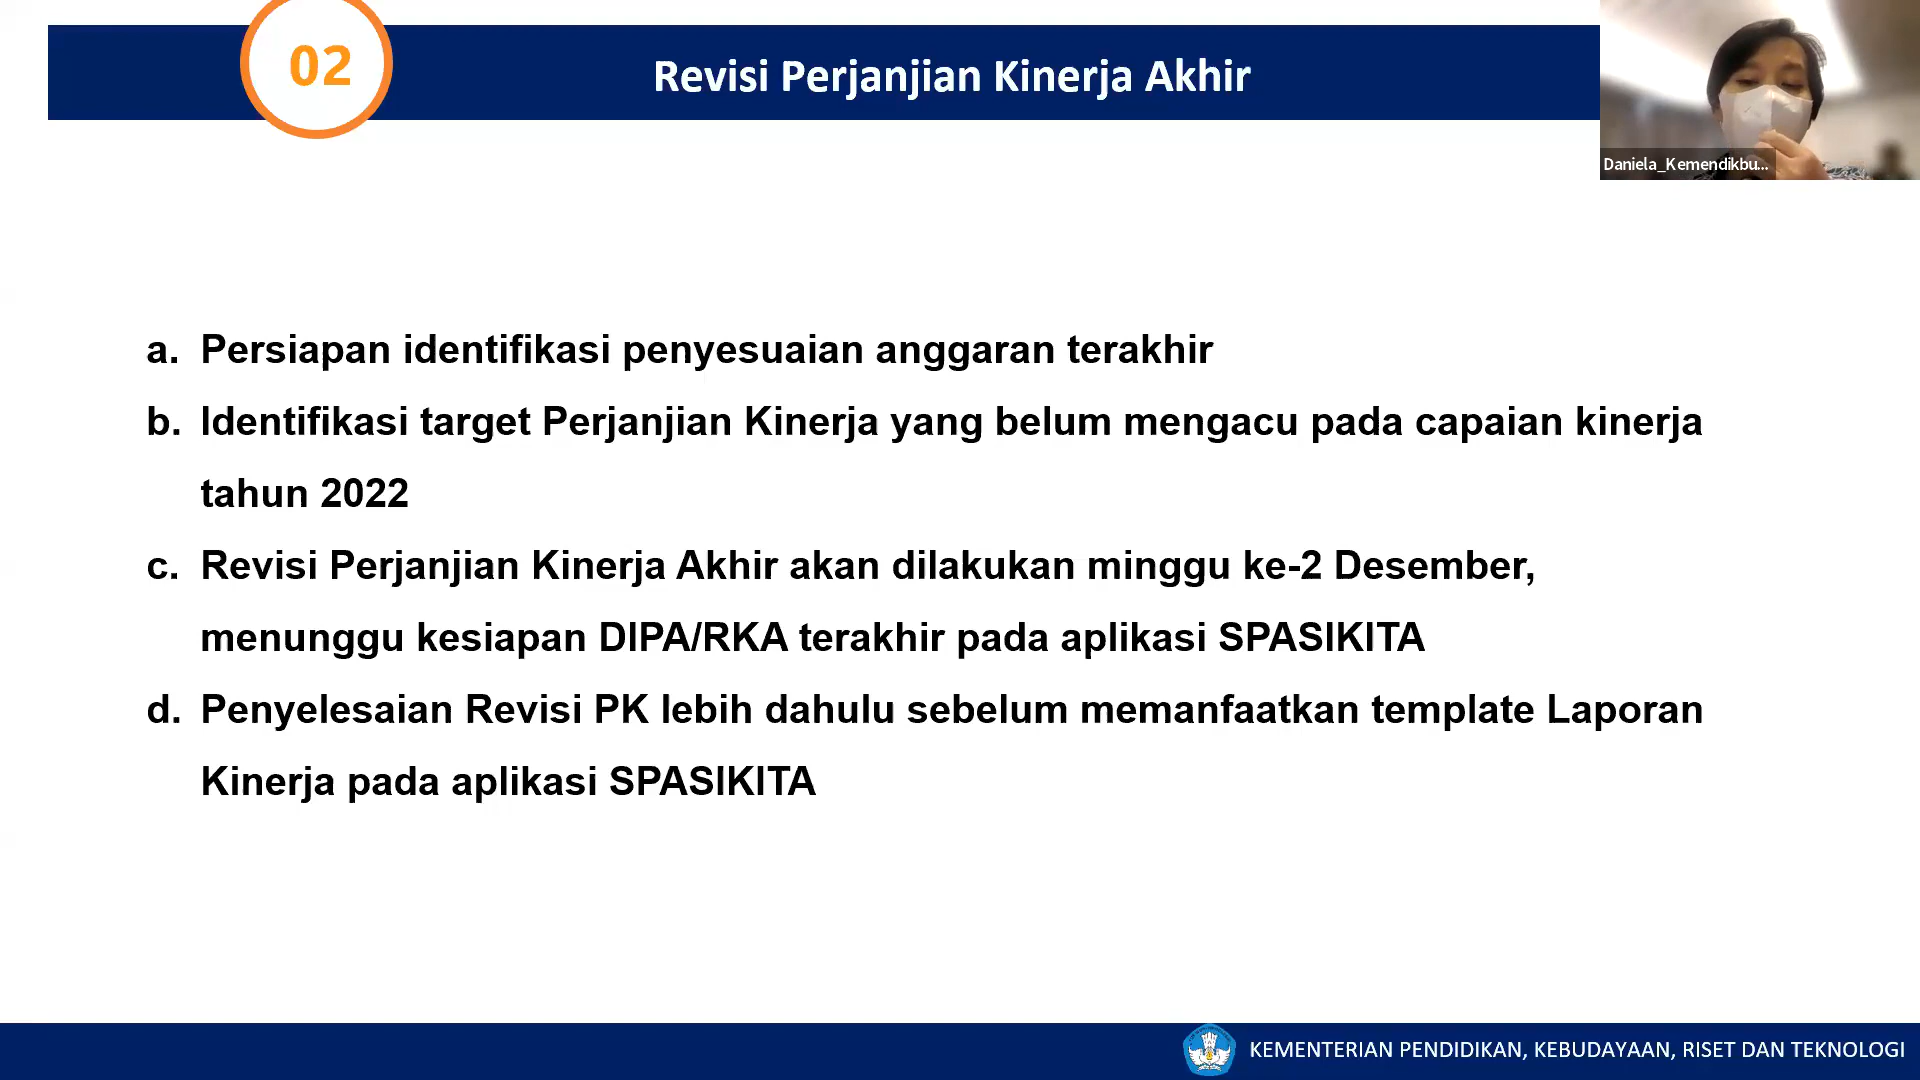 02
Revisi Perjanjian Kinerja Akhir
Daniela_Kemendikbu...
a. Persiapan identifikasi penyesuaian anggaran terakhir
b. Identifikasi target Perjanjian Kinerja yang belum mengacu pada capaian kinerja
tahun 2022
c. Revisi Perjanjian Kinerja Akhir akan dilakukan minggu ke-2 Desember,
menunggu kesiapan DIPA/RKA terakhir pada aplikasi SPASIKITA
d. Penyelesaian Revisi PK lebih dahulu sebelum memanfaatkan template Laporan
Kinerja pada aplikasi SPASIKITA
KEMENTERIAN PENDIDIKAN, KEBUDAYAAN, RISET DAN TEKNOLOGI